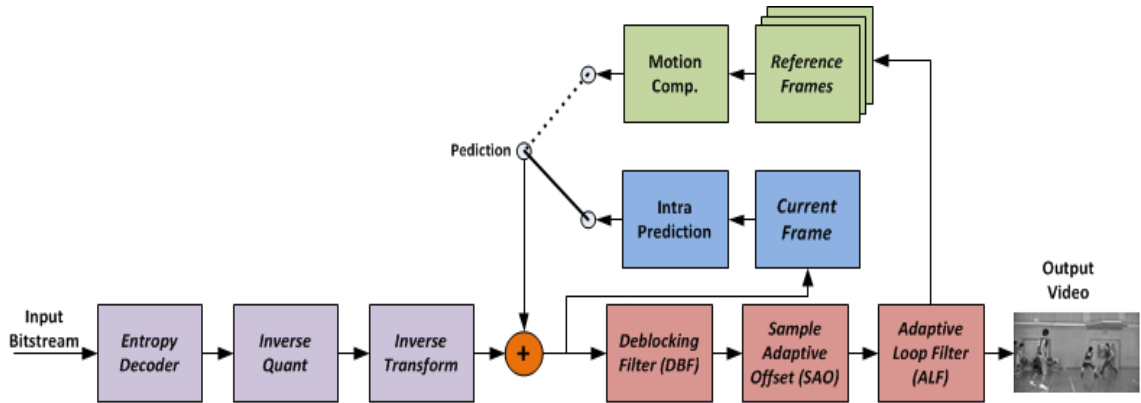 Motion
Comp.
Reference
Frames
Pediction
Intra
Prediction
Current
Frame
Output
Video
Input
Bitstream
Entropy
Decoder
Inverse
Quant
Inverse
Transform
+
Deblocking
Filter (DBF)
Sample
Adaptive
Offset (SAO)
Adaptive
Loop Filter
(ALF)